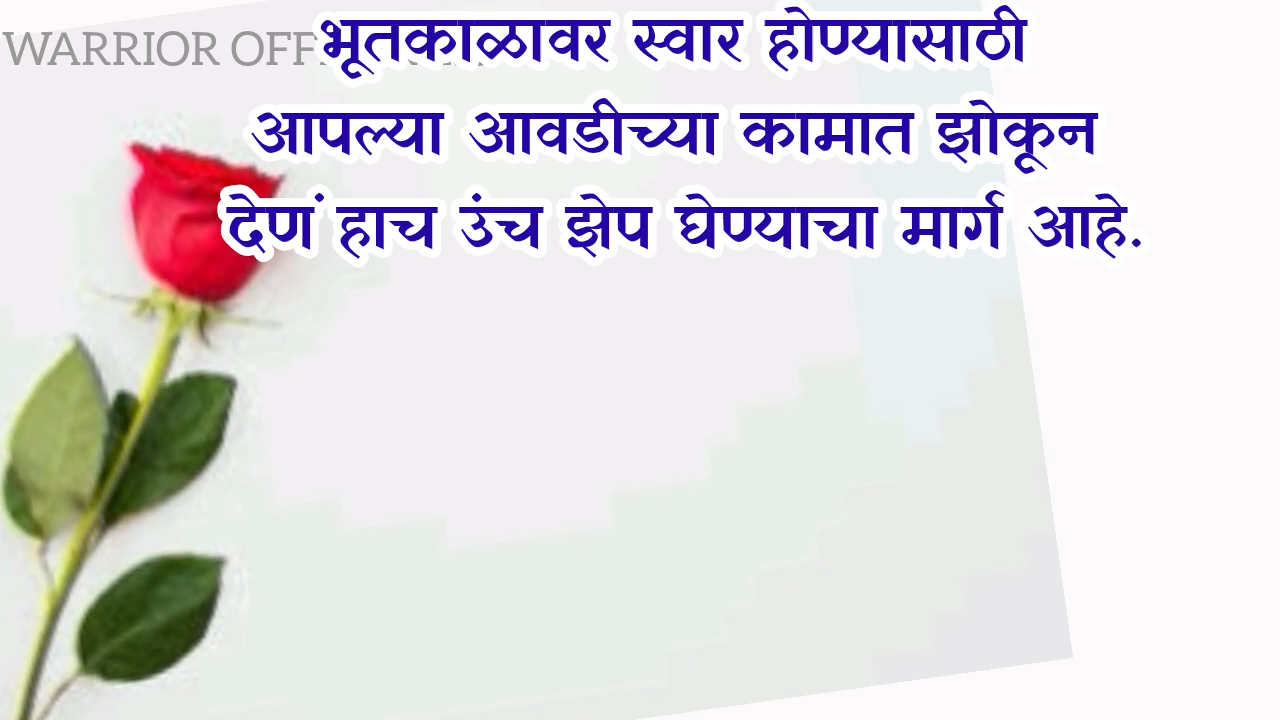 WARRIOR OFF
भूतकाळावर स्वार होण्यासाठी
आपल्या आवडीच्या कामात झोकून
देणं हाच उंच झेप घेण्याचा मार्ग आहे.